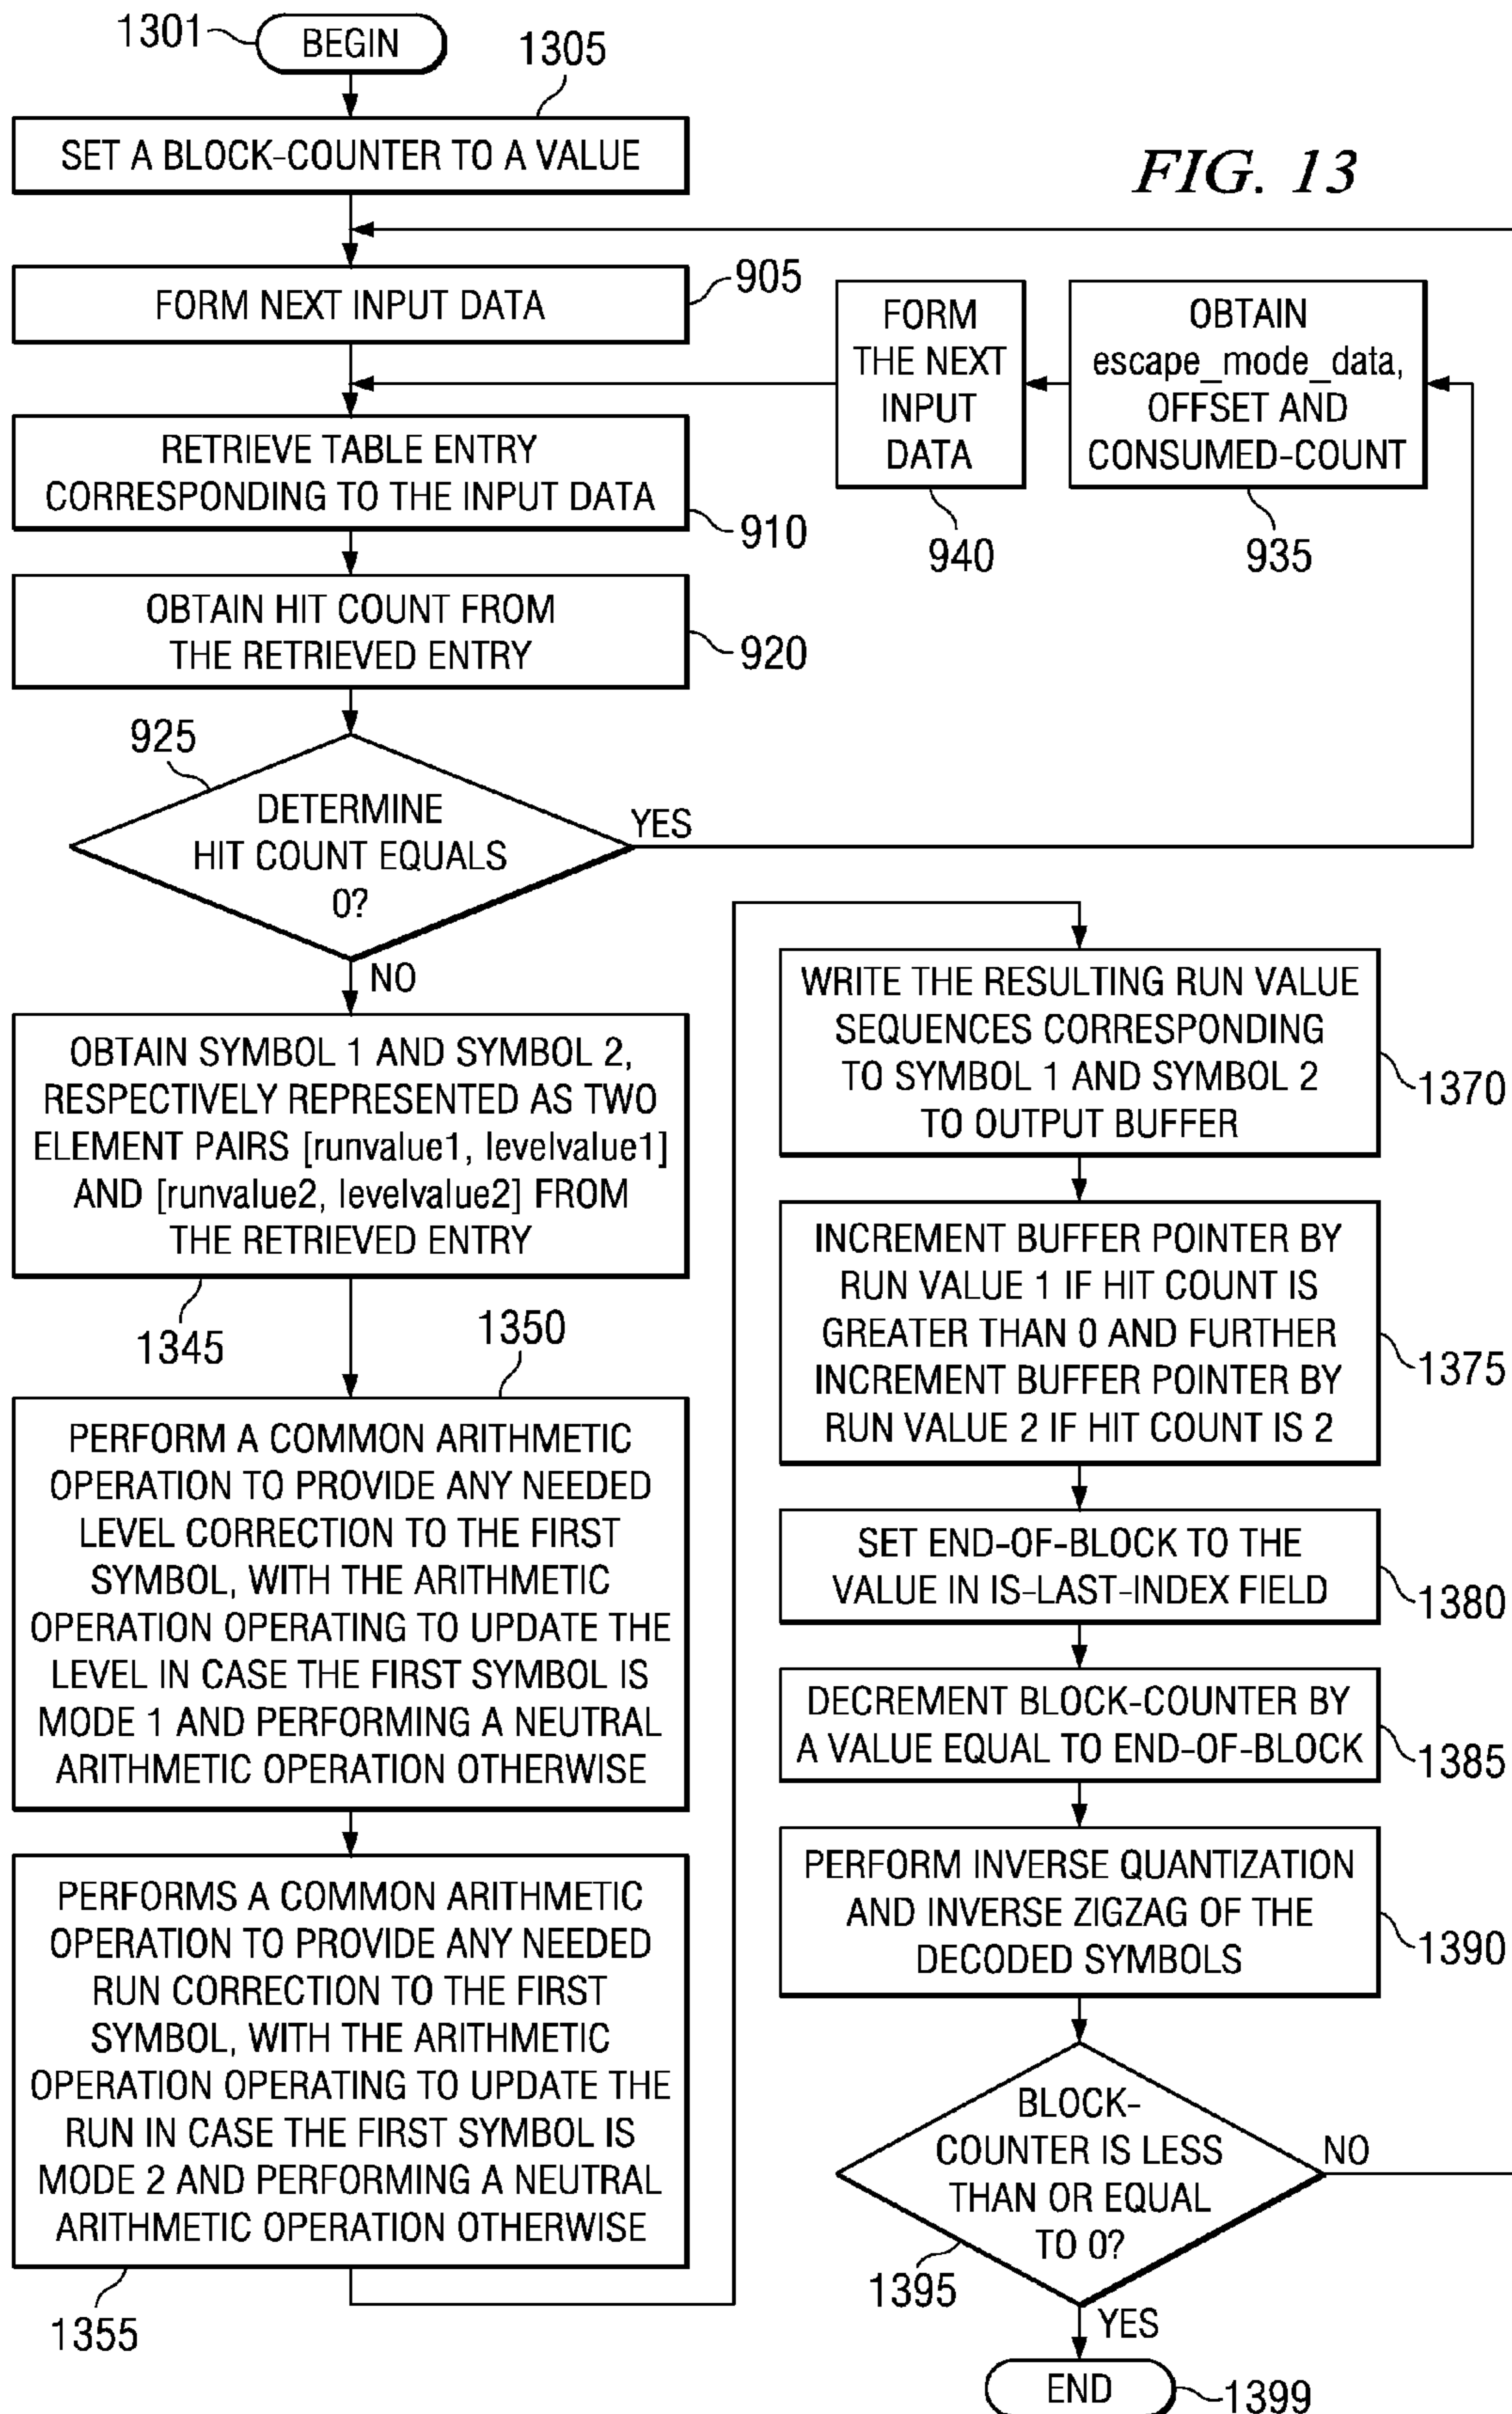 1301
BEGIN
1305
SET A BLOCK-COUNTER TO A VALUE
FIG. 13
FORM NEXT INPUT DATA
905
FORM
THE NEXT
INPUT
DATA
940
OBTAIN
escape_mode_data,
OFFSET AND
CONSUMED-COUNT
935
RETRIEVE TABLE ENTRY
CORRESPONDING TO THE INPUT DATA
910
OBTAIN HIT COUNT FROM
THE RETRIEVED ENTRY
920
925
DETERMINE
HIT COUNT EQUALS
0?
YES
NO
OBTAIN SYMBOL 1 AND SYMBOL 2,
RESPECTIVELY REPRESENTED AS TWO
ELEMENT PAIRS [runvalue1, levelvalue1]
AND [runvalue2, levelvalue2] FROM
THE RETRIEVED ENTRY
1345
1350
PERFORM A COMMON ARITHMETIC
OPERATION TO PROVIDE ANY NEEDED
LEVEL CORRECTION TO THE FIRST
SYMBOL, WITH THE ARITHMETIC
OPERATION OPERATING TO UPDATE THE
LEVEL IN CASE THE FIRST SYMBOL IS
MODE 1 AND PERFORMING A NEUTRAL
ARITHMETIC OPERATION OTHERWISE
PERFORMS A COMMON ARITHMETIC
OPERATION TO PROVIDE ANY NEEDED
RUN CORRECTION TO THE FIRST
SYMBOL, WITH THE ARITHMETIC
OPERATION OPERATING TO UPDATE THE
RUN IN CASE THE FIRST SYMBOL IS
MODE 2 AND PERFORMING A NEUTRAL
ARITHMETIC OPERATION OTHERWISE
1355
WRITE THE RESULTING RUN VALUE
SEQUENCES CORRESPONDING
TO SYMBOL 1 AND SYMBOL 2
TO OUTPUT BUFFER
1370
INCREMENT BUFFER POINTER BY
RUN VALUE 1 IF HIT COUNT IS
GREATER THAN 0 AND FURTHER
INCREMENT BUFFER POINTER BY
RUN VALUE 2 IF HIT COUNT IS 2
1375
SET END-OF-BLOCK TO THE
VALUE IN IS-LAST-INDEX FIELD
1380
DECREMENT BLOCK-COUNTER BY
A VALUE EQUAL TO END-OF-BLOCK
1385
PERFORM INVERSE QUANTIZATION
AND INVERSE ZIGZAG OF THE
DECODED SYMBOLS
1390
BLOCK-
COUNTER IS LESS
THAN OR EQUAL
TO 0?
NO
1395
YES
END
1399